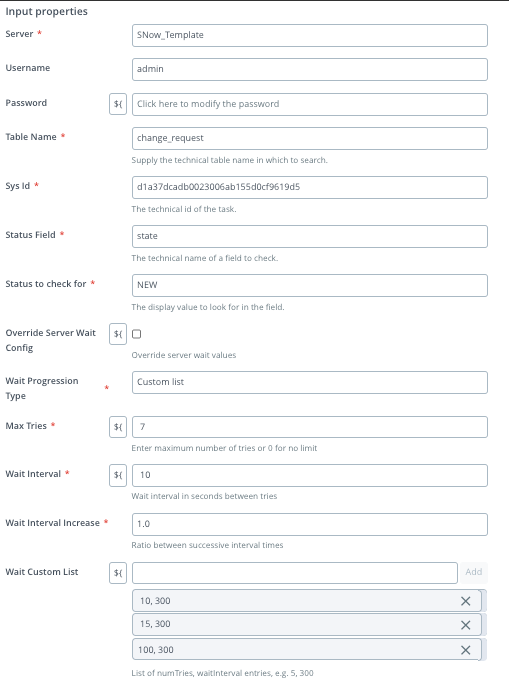 Input properties
Server *
SNow_Template
Username
admin
Password
${
Click here to modify the password
Table Name *
change_request
Supply the technical table name in which to search.
Sys Id *
d1a37dcadb0023006ab155d0cf9619d5
The technical id of the task.
Status Field *
state
The technical name of a field to check.
Status to check for *
NEW
The display value to look for in the field.
Override Server Wait
Config
${
Override server wait values
Wait Progression
Type *
Custom list
Max Tries *
${
7
Enter maximum number of tries or 0 for no limit
Wait Interval *
${
10
Wait interval in seconds between tries
Wait Interval Increase *
1.0
Ratio between successive interval times
Wait Custom List
${
Add
10, 300
15, 300
100, 300
List of numTries, waitInterval entries, e.g. 5, 300